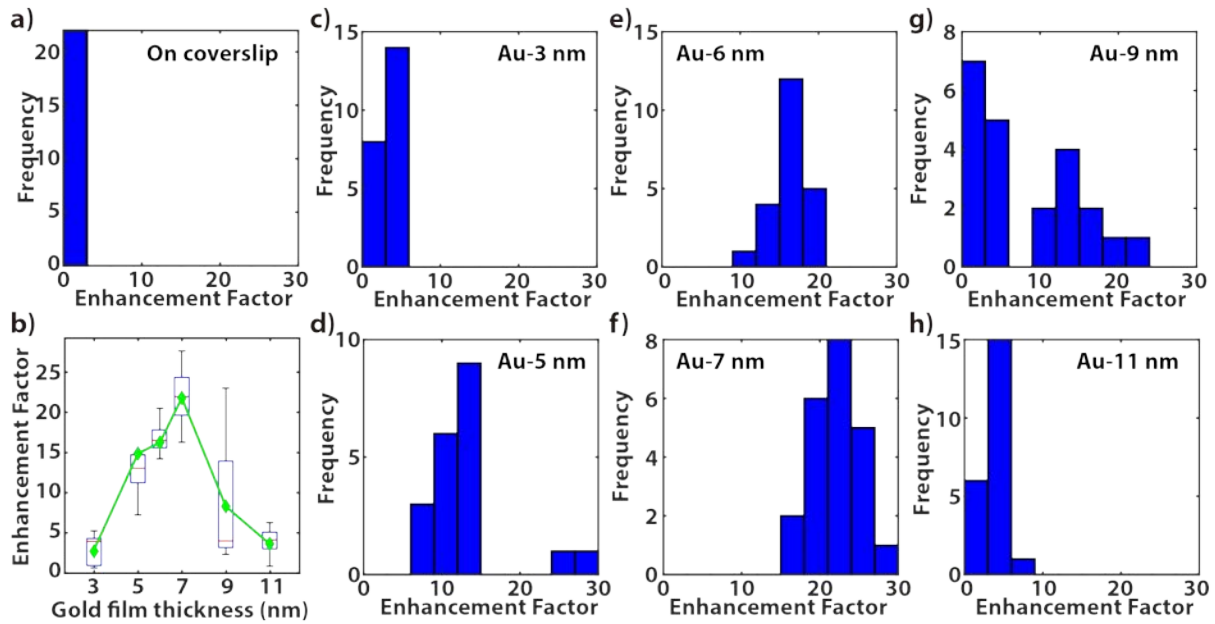 a)
On coverslip
Frequency
20
15
10
5
0
0 10 20 30
Enhancement Factor
c)
Au-3 nm
Frequency
15
10
5
0
0 10 20 30
Enhancement Factor
e)
Au-6 nm
Frequency
15
10
5
0
0 10 20 30
Enhancement Factor
g)
Au-9 nm
Frequency
8
6
4
2
0
0 10 20 30
Enhancement Factor
b)
Enhancement Factor
25
20
15
10
5
0
3 5 7 9 11
Gold film thickness (nm)
d)
Au-5 nm
Frequency
10
5
0
0 10 20 30
Enhancement Factor
f)
Au-7 nm
Frequency
8
6
4
2
0
0 10 20 30
Enhancement Factor
h)
Au-11 nm
Frequency
15
10
5
0
0 10 20 30
Enhancement Factor